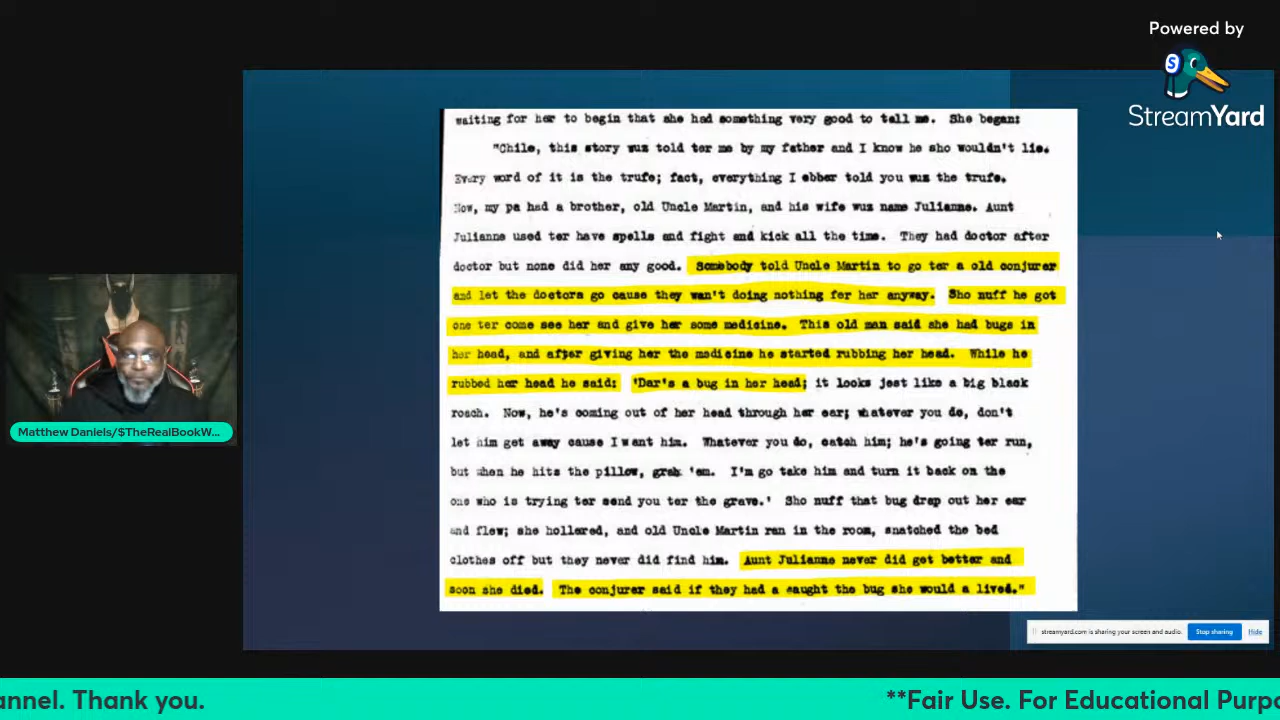 Powered by
StreamYard
waiting for her to begin that she had something very good to tell me. She began:
"Chile, this story wus told ter me by my father and I know he sho wouldn't lie.
Every word of it is the trufe; fact, everything I ebber told you wus the trufe.
Now, my pa had a brother, old Uncle Martin, and his wife wuz name Julianne. Aunt
Julianne used ter have spells and fight and kick all the time. They had doctor after
doctor but none did her any good. Somebody told Uncle Martin to go ter a old conjurer
and let the doctors go cause they wan't doing nothing fer her anyway. Sho nuff he got
one ter come see her and give her some medicine. This old man said she had bugs in
her head, and after giving her the medicine he started rubbing her head. While he
rubbed her head he said: 'Dar's a bug in her head; it looks jest like a big black
roach. Now, he's coming out of her head through her ear; whatever you do, don't
let him get away cause I want him. Whatever you do, catch him; he's going ter run,
but when he hits the pillow, grab 'em. I'm go take him and turn it back on the
one who is trying ter send you ter the grave.' Sho nuff that bug drap out her ear
and flew; she hollered, and old Uncle Martin ran in the room, snatched the bed
clothes off but they never did find him. Aunt Julianne never did get better and
soon she died. The conjurer said if they had a caught the bug she would a lived."
Matthew Daniels/$TheRealBookW...
streamyard.com is sharing your screen and audio. Stop sharing Hide
annel. Thank you. **Fair Use. For Educational Purpo